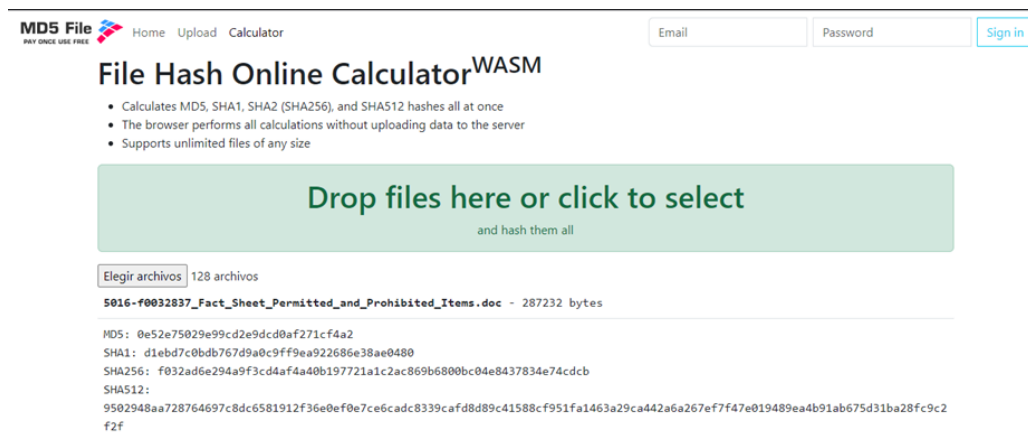 MD5 File
PAY ONCE USE FREE
Home Upload Calculator
Email
Password
Sign in
File Hash Online Calculator WASM
Calculates MD5, SHA1, SHA2 (SHA256), and SHA512 hashes all at once
The browser performs all calculations without uploading data to the server
Supports unlimited files of any size
Drop files here or click to select
and hash them all
Elegir archivos 128 archivos
5016-f0032837_Fact_Sheet_Permitted_and_Prohibited_Items.doc - 287232 bytes
MD5: 0e52e75029e99cd2e9dcd0af271cf4a2
SHA1: d1ebd7c0bdb767d9a0c9ff9ea922686e38ae0480
SHA256: f032ad6e294a9f3cd4af4a40b197721a1c2ac869b6800bc04e8437834e74cdcb
SHA512:
9502948aa728764697c8dc6581912f36e0ef0e7ce6cadc8339cafd8d89c41588cf951fa1463a29ca442a6a267ef7f47e019489ea4b91ab675d31ba28fc9c2
f2f